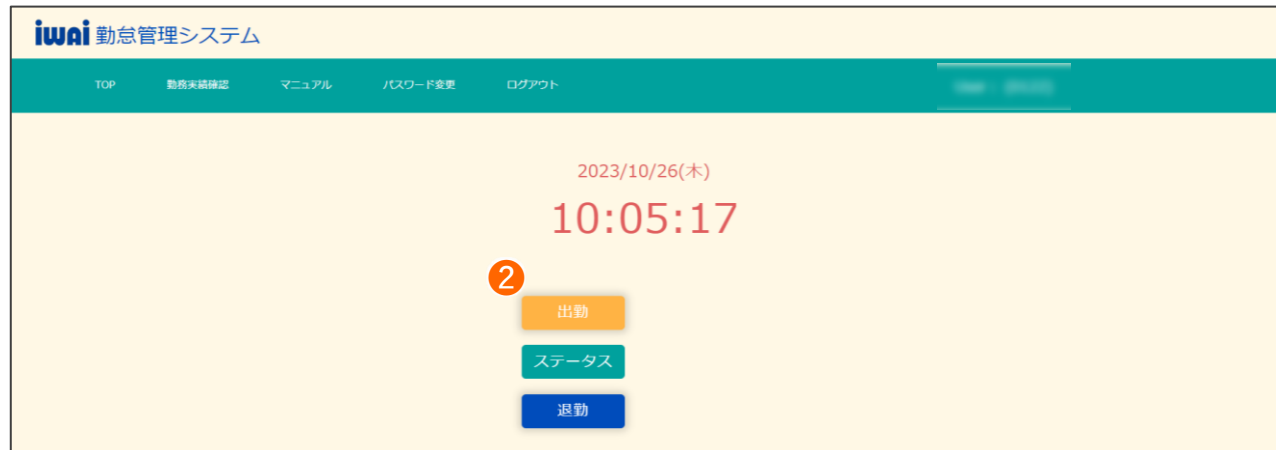 iwai 勤怠管理システム
TOP 勤務実績確認 マニュアル パスワード変更 ログアウト
2023/10/26(木)
10:05:17
2
出勤
ステータス
退勤